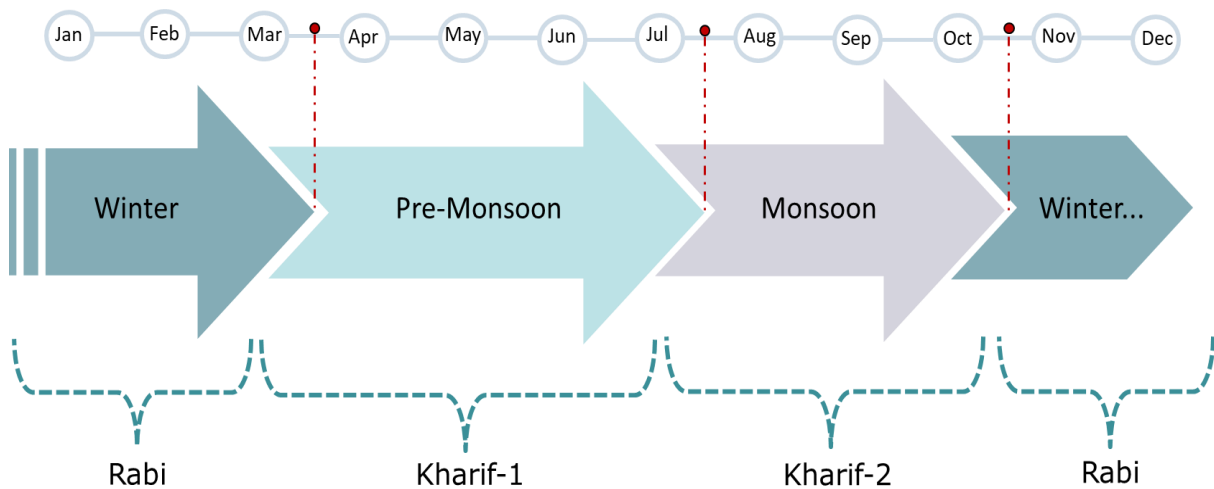 Jan Feb Mar Apr May Jun Jul Aug Sep Oct Nov Dec
Winter Pre-Monsoon Monsoon Winter...
Rabi Kharif-1 Kharif-2 Rabi